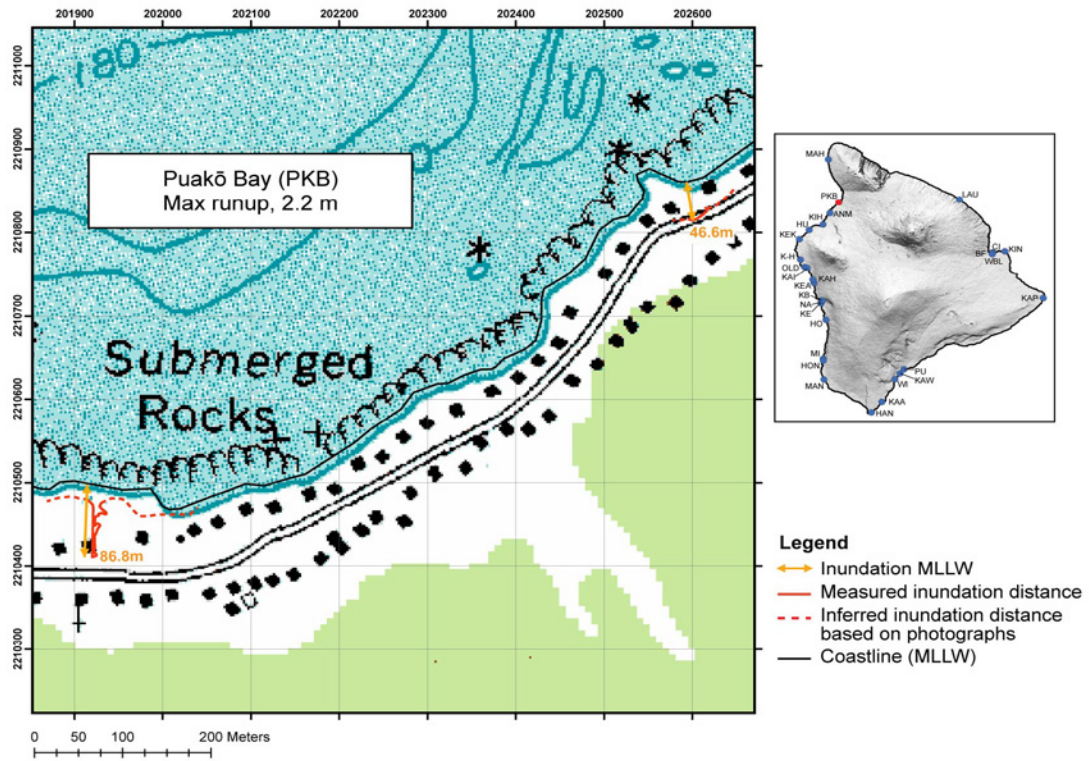 201900 202000 202100 202200 202300 202400 202500 202600
2211000
2210900
2210800
2210700
2210600
2210500
2210400
2210300
180
Puakō Bay (PKB)
Max runup, 2.2 m
46.6m
Submerged
Rocks
86.8m
0 50 100 200 Meters
MAH
PKB
LAU
KIH
ANM
HU
KEK
CI
KIN
BF
WBL
K-H
OLD
KAI
KAH
KEA
KB
KAP
NA
KE
HO
MI
HON
PU
KAW
MAN
WI
KAA
HAN
Legend
Inundation MLLW
Measured inundation distance
Inferred inundation distance
based on photographs
Coastline (MLLW)